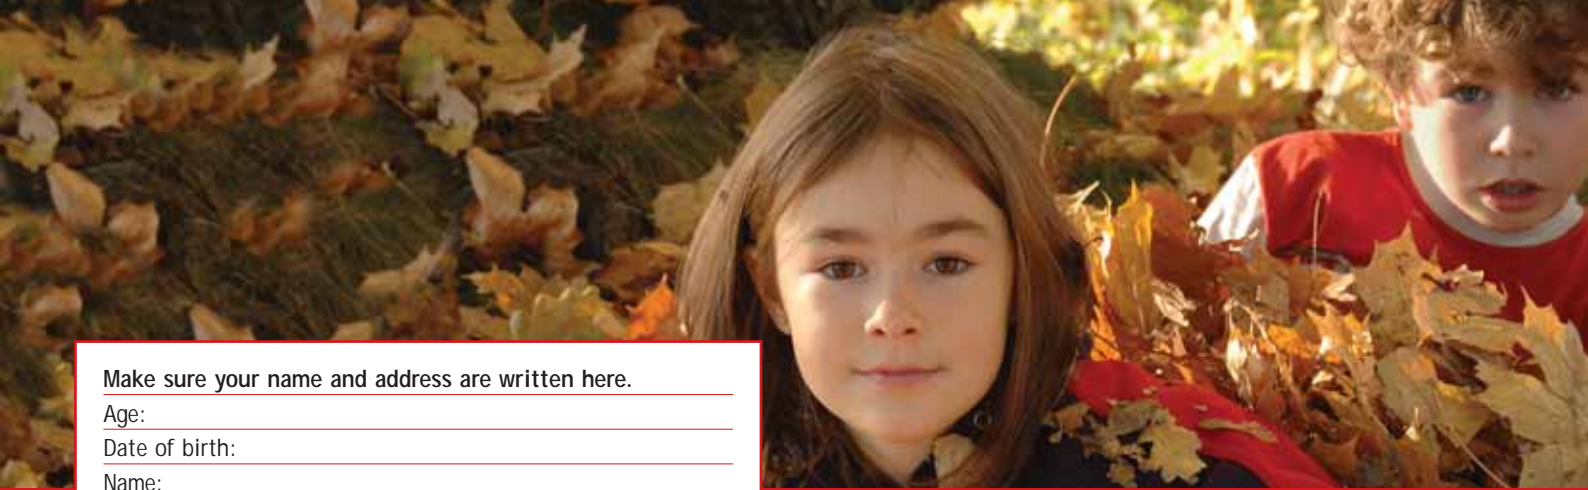 Make sure your name and address are written here.
Age:
Date of birth:
Name: